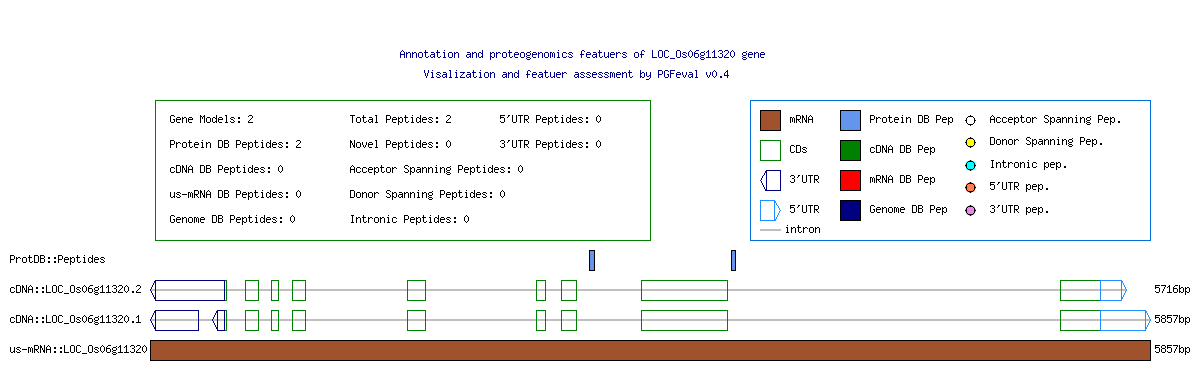 Annotation and proteogenomics featuers of LOC_Os06g11320 gene
Visalization and featuer assessment by PGFeval v0.4
Gene Models: 2 Total Peptides: 2 5'UTR Peptides: 0
Protein DB Peptides: 2 Novel Peptides: 0 3'UTR Peptides: 0
cDNA DB Peptides: 0 Acceptor Spanning Peptides: 0
us-mRNA DB Peptides: 0 Donor Spanning Peptides: 0
Genome DB Peptides: 0 Intronic Peptides: 0
mRNA Protein DB Pep Acceptor Spanning Pep.
CDs cDNA DB Pep Donor Spanning Pep.
3'UTR mRNA DB Pep Intronic pep.
5'UTR Genome DB Pep 5'UTR pep.
intron 3'UTR pep.
ProtDB::Peptides
cDNA::LOC_Os06g11320.2 5716bp
cDNA::LOC_Os06g11320.1 5857bp
us-mRNA::LOC_Os06g11320 5857bp